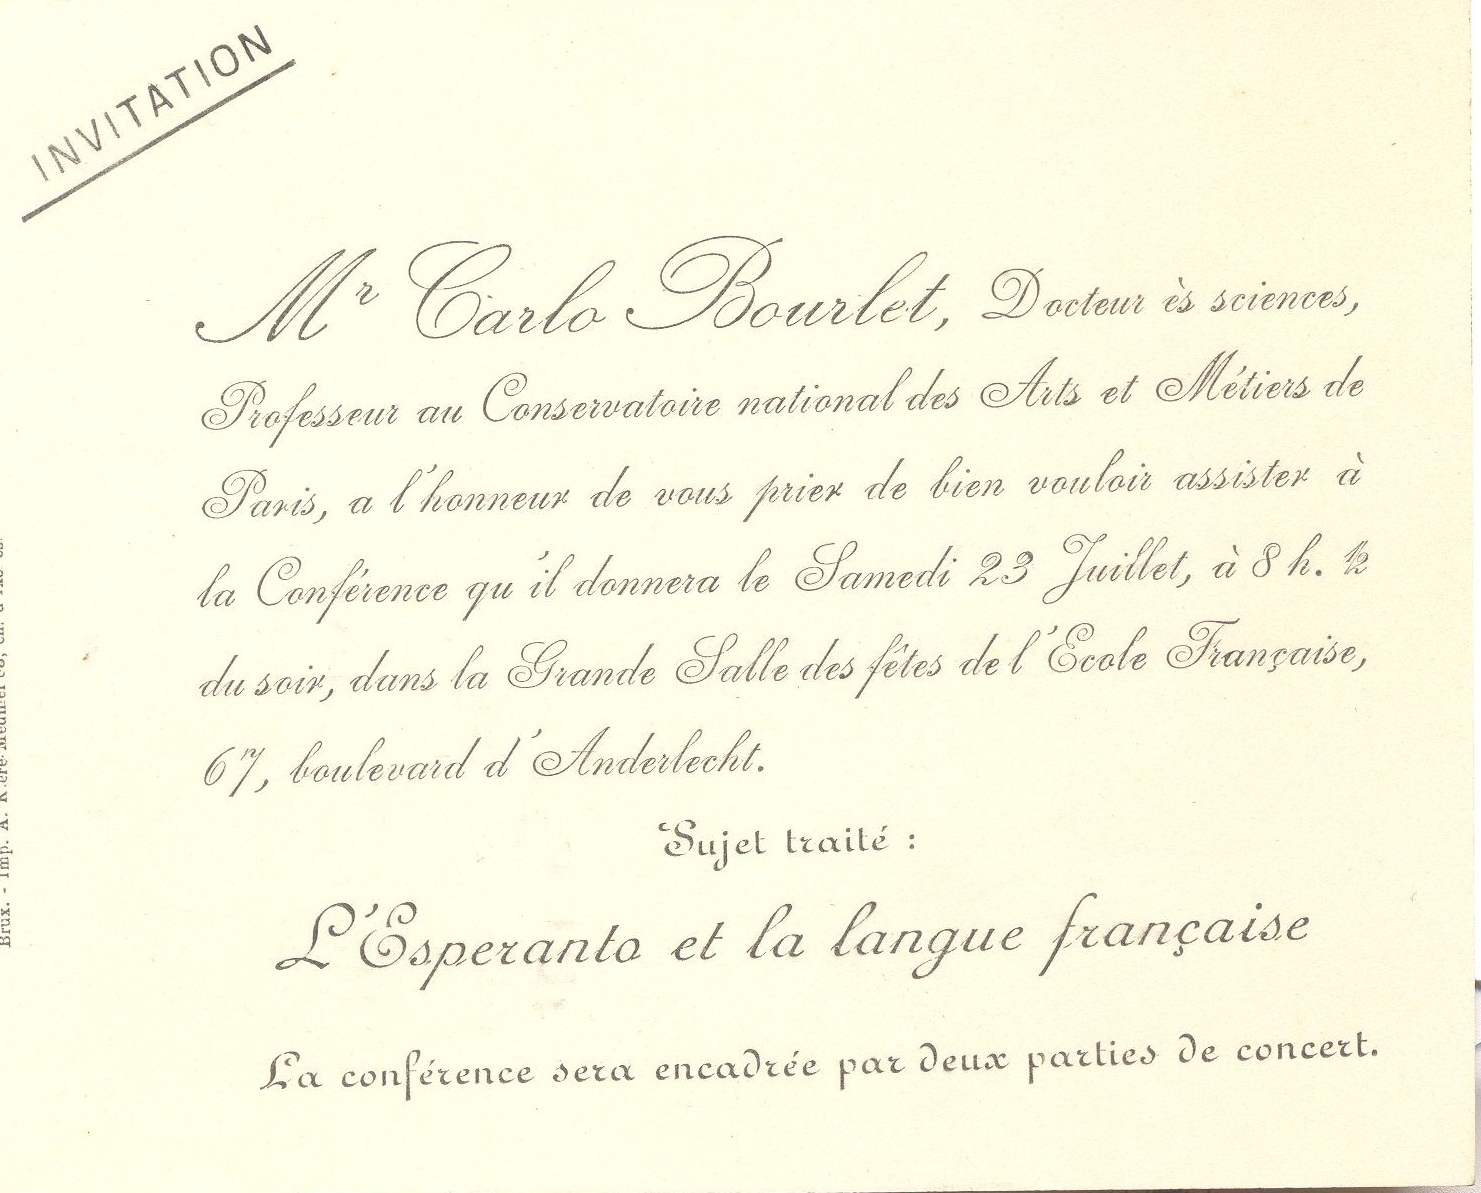 INVITATION
Mr Carlo Bourlet, Docteur ès sciences,
Professeur au Conservatoire national des Arts et Métiers de
Paris, a l'honneur de vous prier de bien vouloir assister à
la Conférence qu'il donnera le Samedi 23 Juillet, à 8 h. ½
du soir, dans la Grande Salle des fêtes de l'Ecole Française,
67, boulevard d'Anderlecht.
Sujet traité :
L'Esperanto et la langue française
La conférence sera encadrée par deux parties de concert.
Brux. - Imp. A.